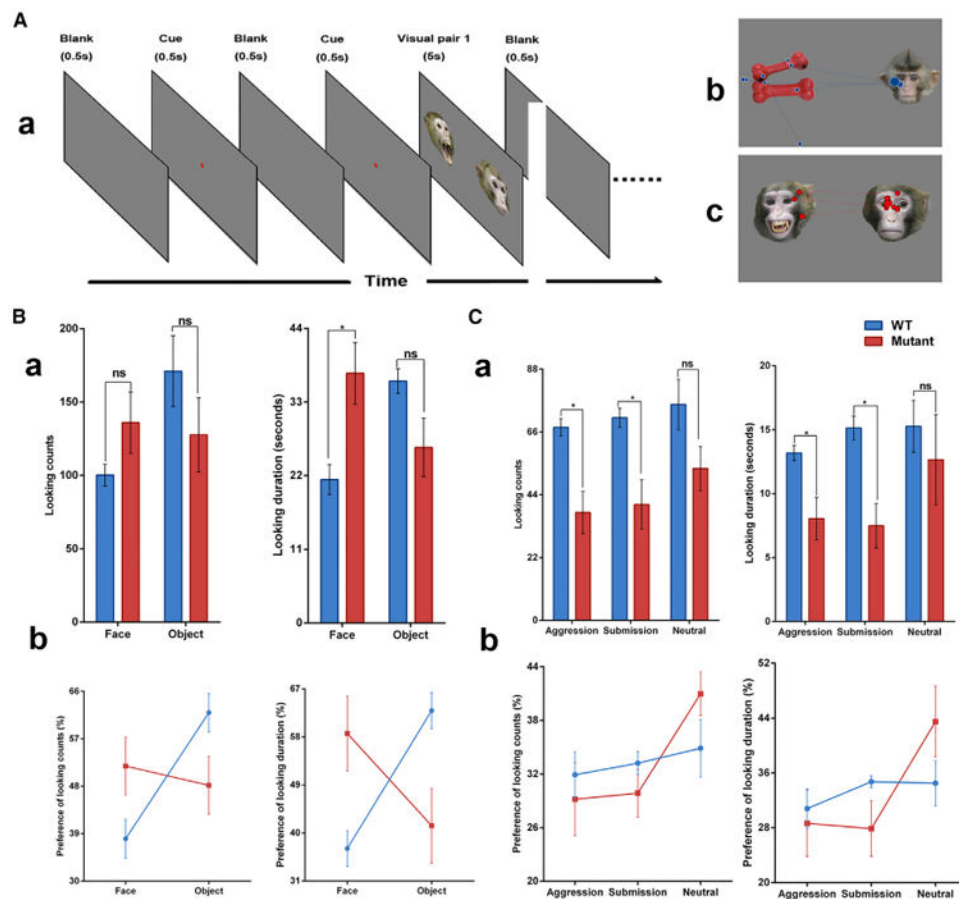 A
Blank Cue Blank Cue Visual pair 1 Blank
(0.5s) (0.5s) (0.5s) (0.5s) (5s) (0.5s)
a
Time
b
c
B
a
Looking counts
200
150
100
50
0
ns
ns
Face Object
Looking duration (seconds)
44
33
22
11
0
*
ns
Face Object
b
Preference of looking counts (%)
66
57
48
39
30
Face Object
Preference of looking duration (%)
67
58
49
40
31
Face Object
C
WT
Mutant
a
Looking counts
88
66
44
22
0
*
*
ns
Aggression Submission Neutral
Looking duration (seconds)
20
15
10
5
0
*
*
ns
Aggression Submission Neutral
b
Preference of looking counts (%)
44
38
32
26
20
Aggression Submission Neutral
Preference of looking duration (%)
52
44
36
28
20
Aggression Submission Neutral